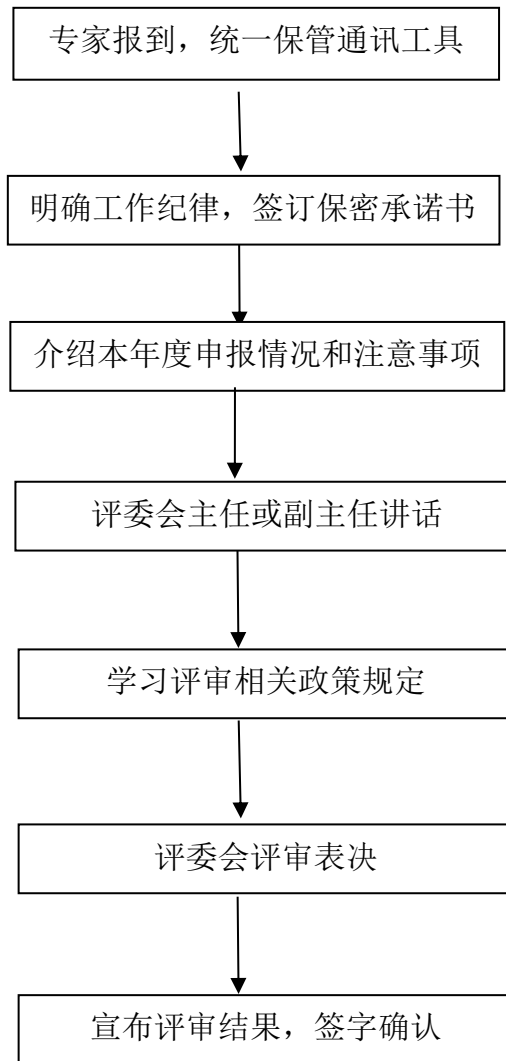 专家报到，统一保管通讯工具
明确工作纪律，签订保密承诺书
介绍本年度申报情况和注意事项
评委会主任或副主任讲话
学习评审相关政策规定
评委会评审表决
宣布评审结果，签字确认